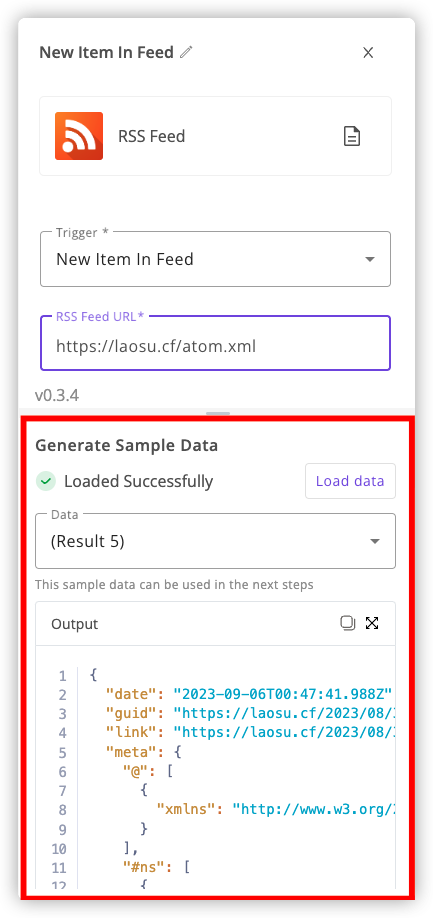 New Item In Feed
RSS Feed
Trigger *
New Item In Feed
RSS Feed URL*
https://laosu.cf/atom.xml
v0.3.4
Generate Sample Data
Loaded Successfully
Load data
Data
(Result 5)
This sample data can be used in the next steps
Output
1 {
2 "date": "2023-09-06T00:47:41.988Z"
3 "guid": "https://laosu.cf/2023/08/
4 "link": "https://laosu.cf/2023/08/
5 "meta": {
6 "@": [
7 {
8 "xmlns": "http://www.w3.org/
9 }
10 ],
11 "#ns": [
12 {